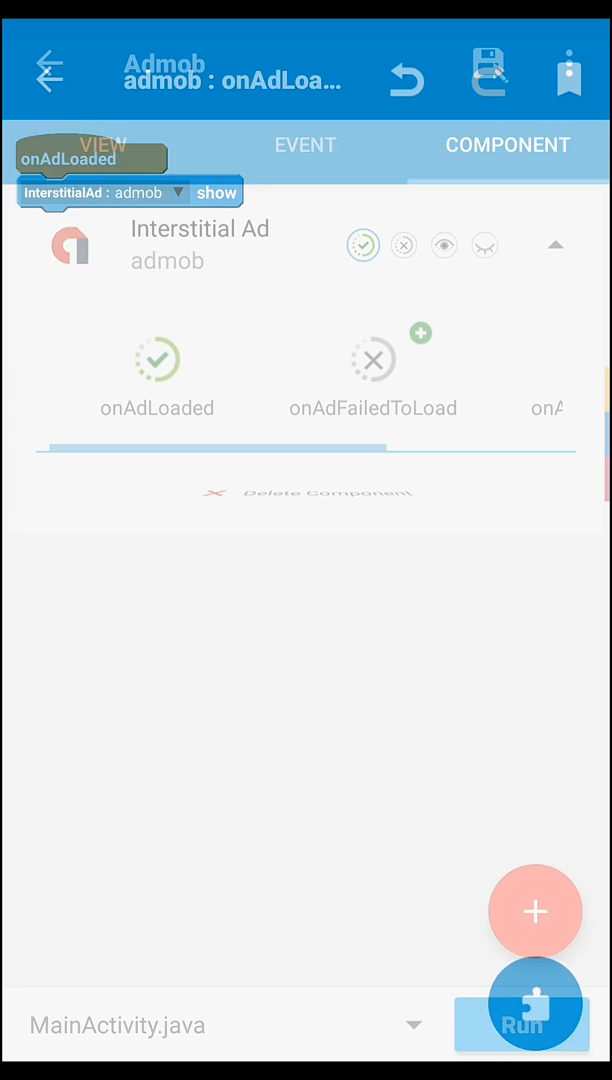 Admob
admob : onAdLoa...
VIEW
EVENT
COMPONENT
onAdLoaded
InterstitialAd : admob show
Interstitial Ad
admob
onAdLoaded
onAdFailedToLoad
onA
Delete Component
MainActivity.java
Run